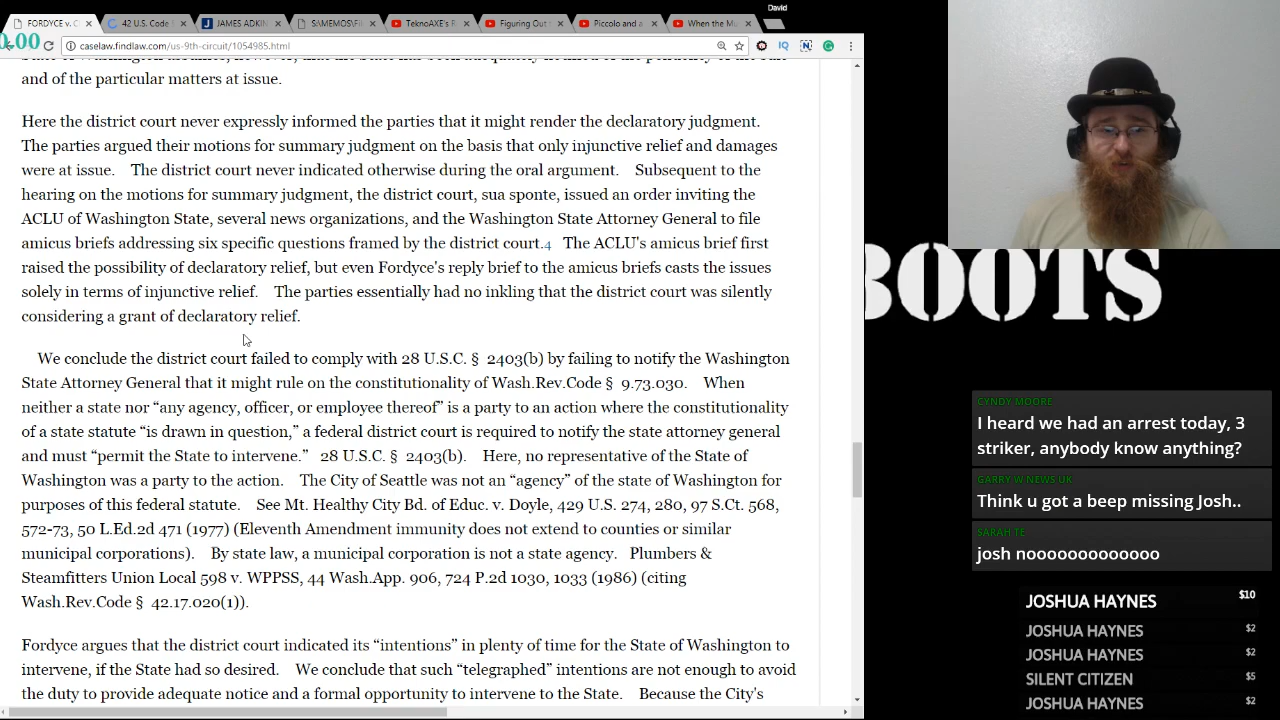 David
FORDYCE v. C
42 U.S. Code
JAMES ADKIN
S:\MEMOS\Fi
TeknoAXE's R
Figuring Out
Piccolo and a
When the Mu
0.00
caselaw.findlaw.com/us-9th-circuit/1054985.html
and of the particular matters at issue.
Here the district court never expressly informed the parties that it might render the declaratory judgment.
The parties argued their motions for summary judgment on the basis that only injunctive relief and damages
were at issue. The district court never indicated otherwise during the oral argument. Subsequent to the
hearing on the motions for summary judgment, the district court, sua sponte, issued an order inviting the
ACLU of Washington State, several news organizations, and the Washington State Attorney General to file
amicus briefs addressing six specific questions framed by the district court.4 The ACLU's amicus brief first
raised the possibility of declaratory relief, but even Fordyce's reply brief to the amicus briefs casts the issues
solely in terms of injunctive relief. The parties essentially had no inkling that the district court was silently
considering a grant of declaratory relief.
We conclude the district court failed to comply with 28 U.S.C. § 2403(b) by failing to notify the Washington
State Attorney General that it might rule on the constitutionality of Wash.Rev.Code § 9.73.030. When
neither a state nor “any agency, officer, or employee thereof” is a party to an action where the constitutionality
of a state statute “is drawn in question,” a federal district court is required to notify the state attorney general
and must “permit the State to intervene.” 28 U.S.C. § 2403(b). Here, no representative of the State of
Washington was a party to the action. The City of Seattle was not an “agency” of the state of Washington for
purposes of this federal statute. See Mt. Healthy City Bd. of Educ. v. Doyle, 429 U.S. 274, 280, 97 S.Ct. 568,
572-73, 50 L.Ed.2d 471 (1977) (Eleventh Amendment immunity does not extend to counties or similar
municipal corporations). By state law, a municipal corporation is not a state agency. Plumbers &
Steamfitters Union Local 598 v. WPPSS, 44 Wash.App. 906, 724 P.2d 1030, 1033 (1986) (citing
Wash.Rev.Code § 42.17.020(1)).
Fordyce argues that the district court indicated its “intentions” in plenty of time for the State of Washington to
intervene, if the State had so desired. We conclude that such “telegraphed” intentions are not enough to avoid
the duty to provide adequate notice and a formal opportunity to intervene to the State. Because the City's
BOOTS
CYNDY MOORE
I heard we had an arrest today, 3
striker, anybody know anything?
GARRY W NEWS UK
Think u got a beep missing Josh..
SARAH TE
josh nooooooooooooo
JOSHUA HAYNES $10
JOSHUA HAYNES $2
JOSHUA HAYNES $2
SILENT CITIZEN $5
JOSHUA HAYNES $2